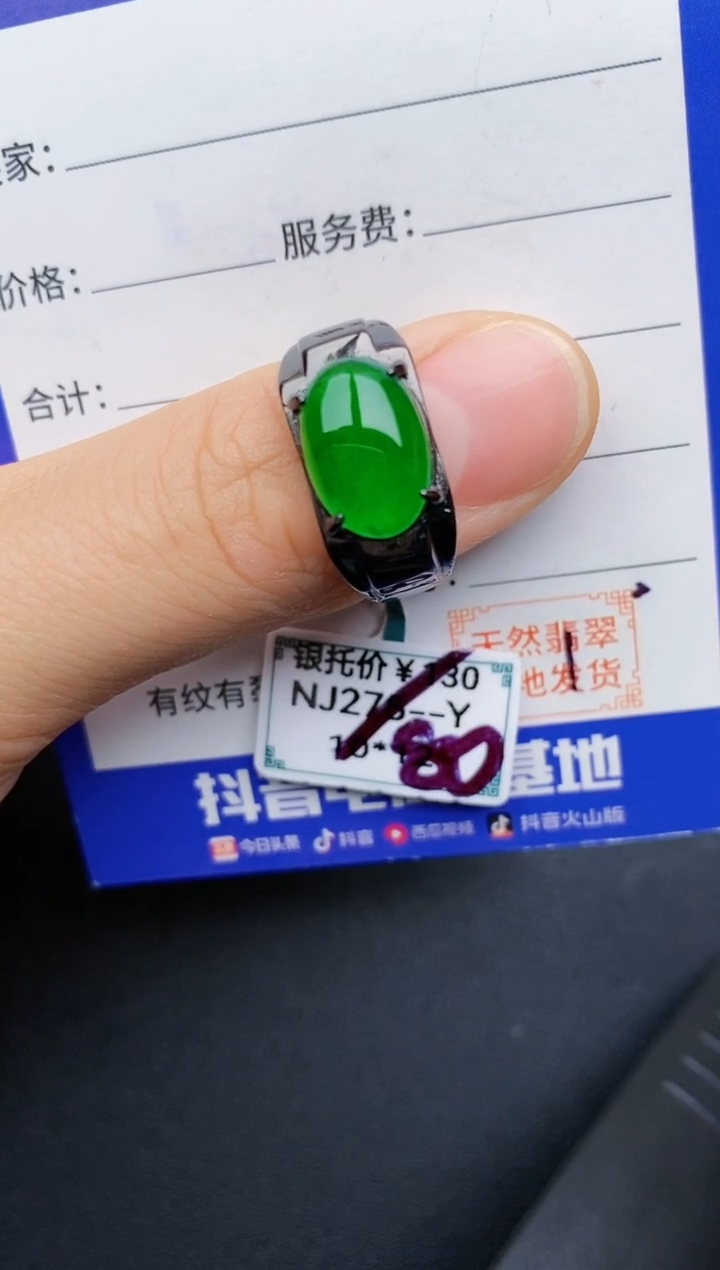 家：
服务费：
价格：
合计：
天然翡翠
地发货
有纹有
银托价￥
NJ27--Y
80
抖音电基地
今日头条 抖音 西瓜视频 抖音火山版